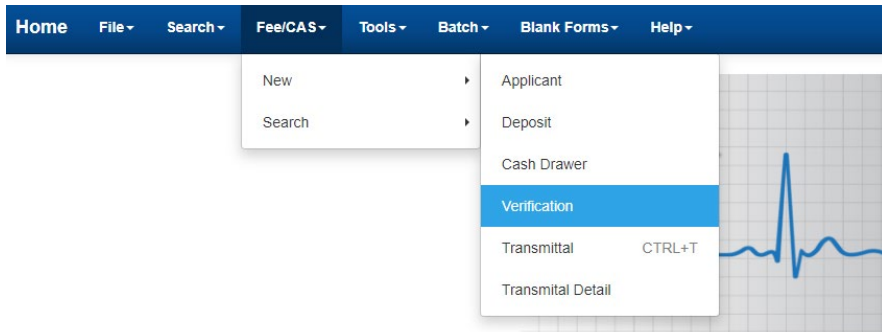 Home File Search Fee/CAS Tools Batch Blank Forms Help
New
Search
Applicant
Deposit
Cash Drawer
Verification
Transmittal CTRL+T
Transmital Detail